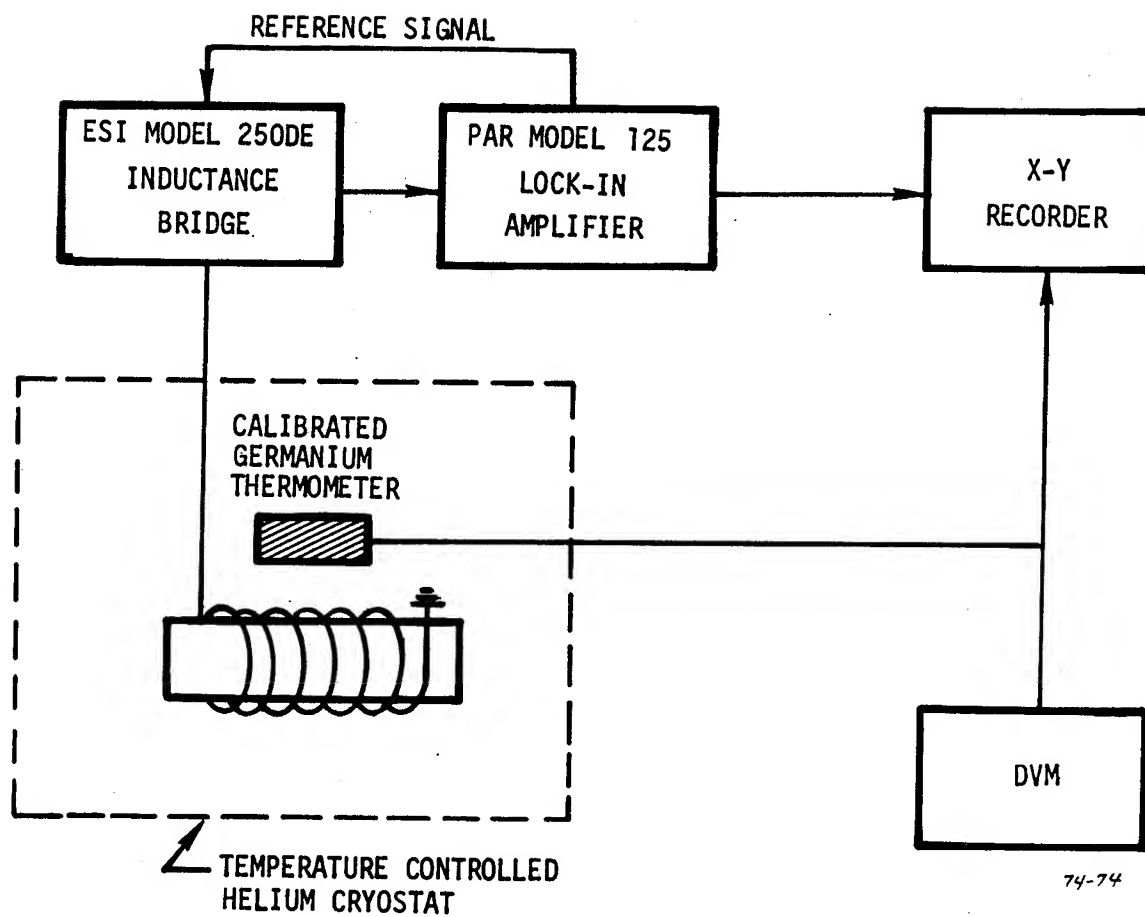 REFERENCE SIGNAL
ESI MODEL 250DE
INDUCTANCE
BRIDGE
PAR MODEL 125
LOCK-IN
AMPLIFIER
X-Y
RECORDER
CALIBRATED
GERMANIUM
THERMOMETER
DVM
TEMPERATURE CONTROLLED
HELIUM CRYOSTAT
74-74